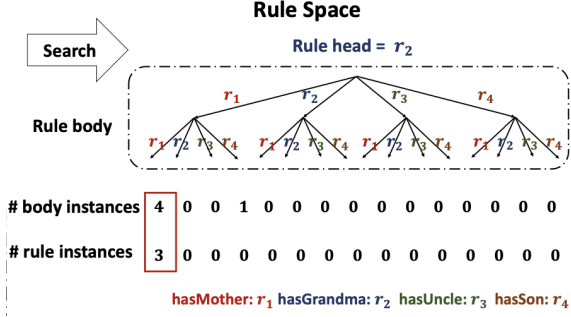 Rule Space
Search
Rule head = r₂
r₁ r₂ r₃ r₄
Rule body
r₁ r₂ r₃ r₄ r₁ r₂ r₃ r₄ r₁ r₂ r₃ r₄ r₁ r₂ r₃ r₄
# body instances 4 0 0 1 0 0 0 0 0 0 0 0 0 0 0
# rule instances 3 0 0 0 0 0 0 0 0 0 0 0 0 0 0
hasMother: r₁ hasGrandma: r₂ hasUncle: r₃ hasSon: r₄